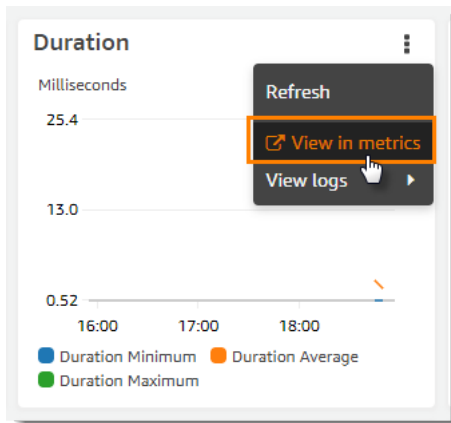 Duration
Milliseconds
Refresh
25.4
View in metrics
View logs
13.0
0.52
16:00 17:00 18:00
Duration Minimum Duration Average
Duration Maximum